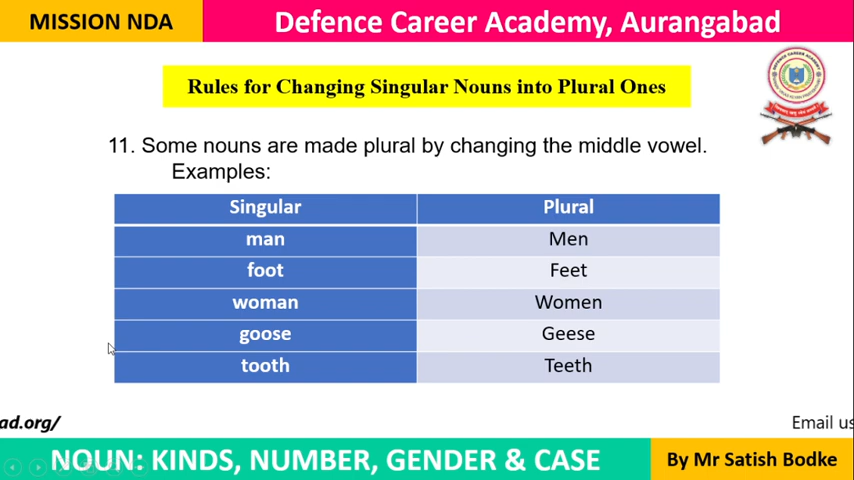 MISSION NDA
Defence Career Academy, Aurangabad
Rules for Changing Singular Nouns into Plural Ones
11. Some nouns are made plural by changing the middle vowel.
Examples:
Singular Plural
man Men
foot Feet
woman Women
goose Geese
tooth Teeth
ad.org/ Email us
NOUN: KINDS, NUMBER, GENDER & CASE
By Mr Satish Bodke